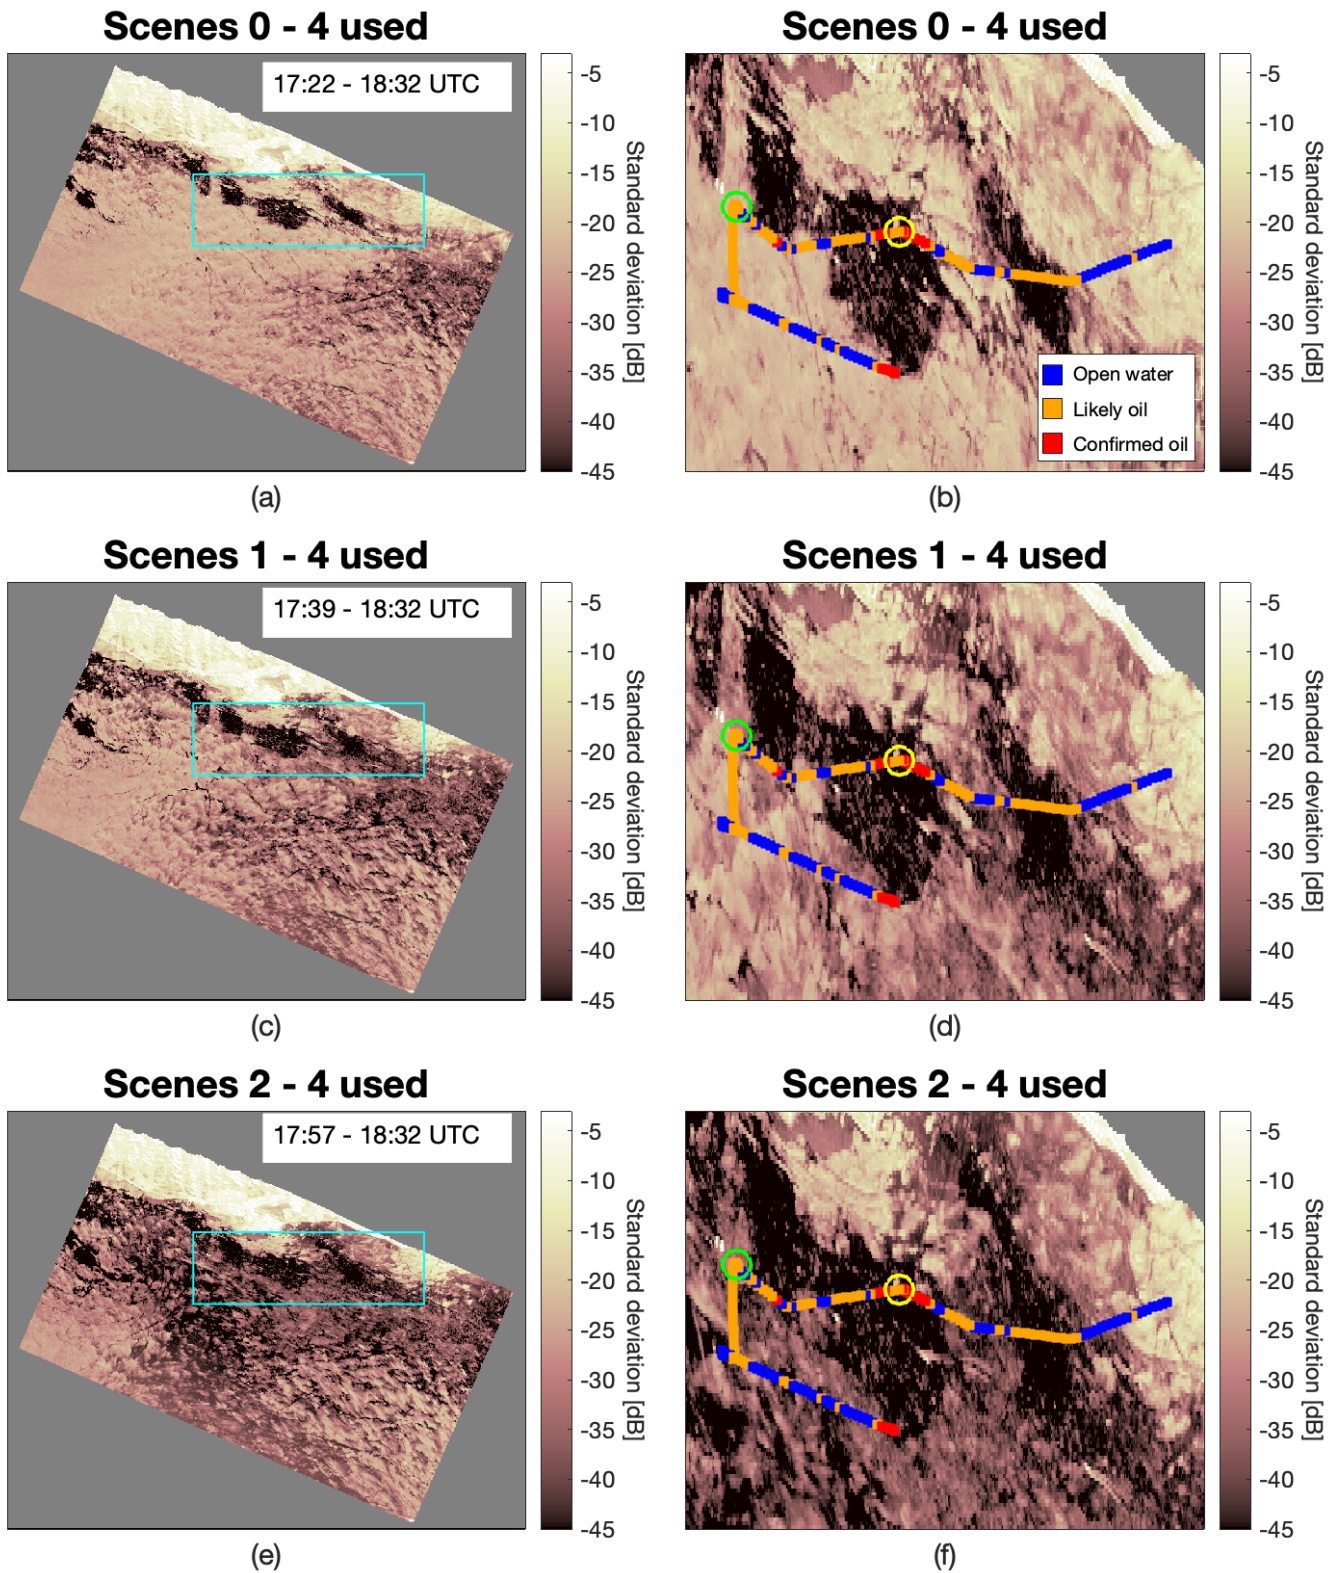 Scenes 0 - 4 used
17:22 - 18:32 UTC
-5
-10
-15
-20
-25
-30
-35
-40
-45
Standard deviation [dB]
(a)
Scenes 0 - 4 used
Open water
Likely oil
Confirmed oil
-5
-10
-15
-20
-25
-30
-35
-40
-45
Standard deviation [dB]
(b)
Scenes 1 - 4 used
17:39 - 18:32 UTC
-5
-10
-15
-20
-25
-30
-35
-40
-45
Standard deviation [dB]
(c)
Scenes 1 - 4 used
-5
-10
-15
-20
-25
-30
-35
-40
-45
Standard deviation [dB]
(d)
Scenes 2 - 4 used
17:57 - 18:32 UTC
-5
-10
-15
-20
-25
-30
-35
-40
-45
Standard deviation [dB]
(e)
Scenes 2 - 4 used
-5
-10
-15
-20
-25
-30
-35
-40
-45
Standard deviation [dB]
(f)